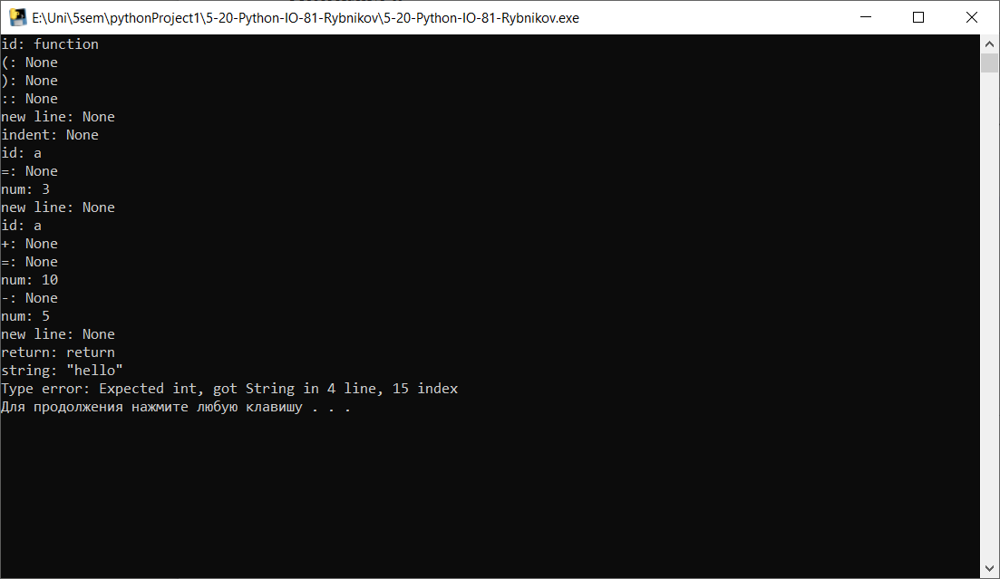 E:\Uni\5sem\pythonProject1\5-20-Python-IO-81-Rybnikov\5-20-Python-IO-81-Rybnikov.exe
id: function
(: None
): None
:: None
new line: None
indent: None
id: a
=: None
num: 3
new line: None
id: a
+: None
=: None
num: 10
-: None
num: 5
new line: None
return: return
string: "hello"
Type error: Expected int, got String in 4 line, 15 index
Для продолжения нажмите любую клавишу . . .